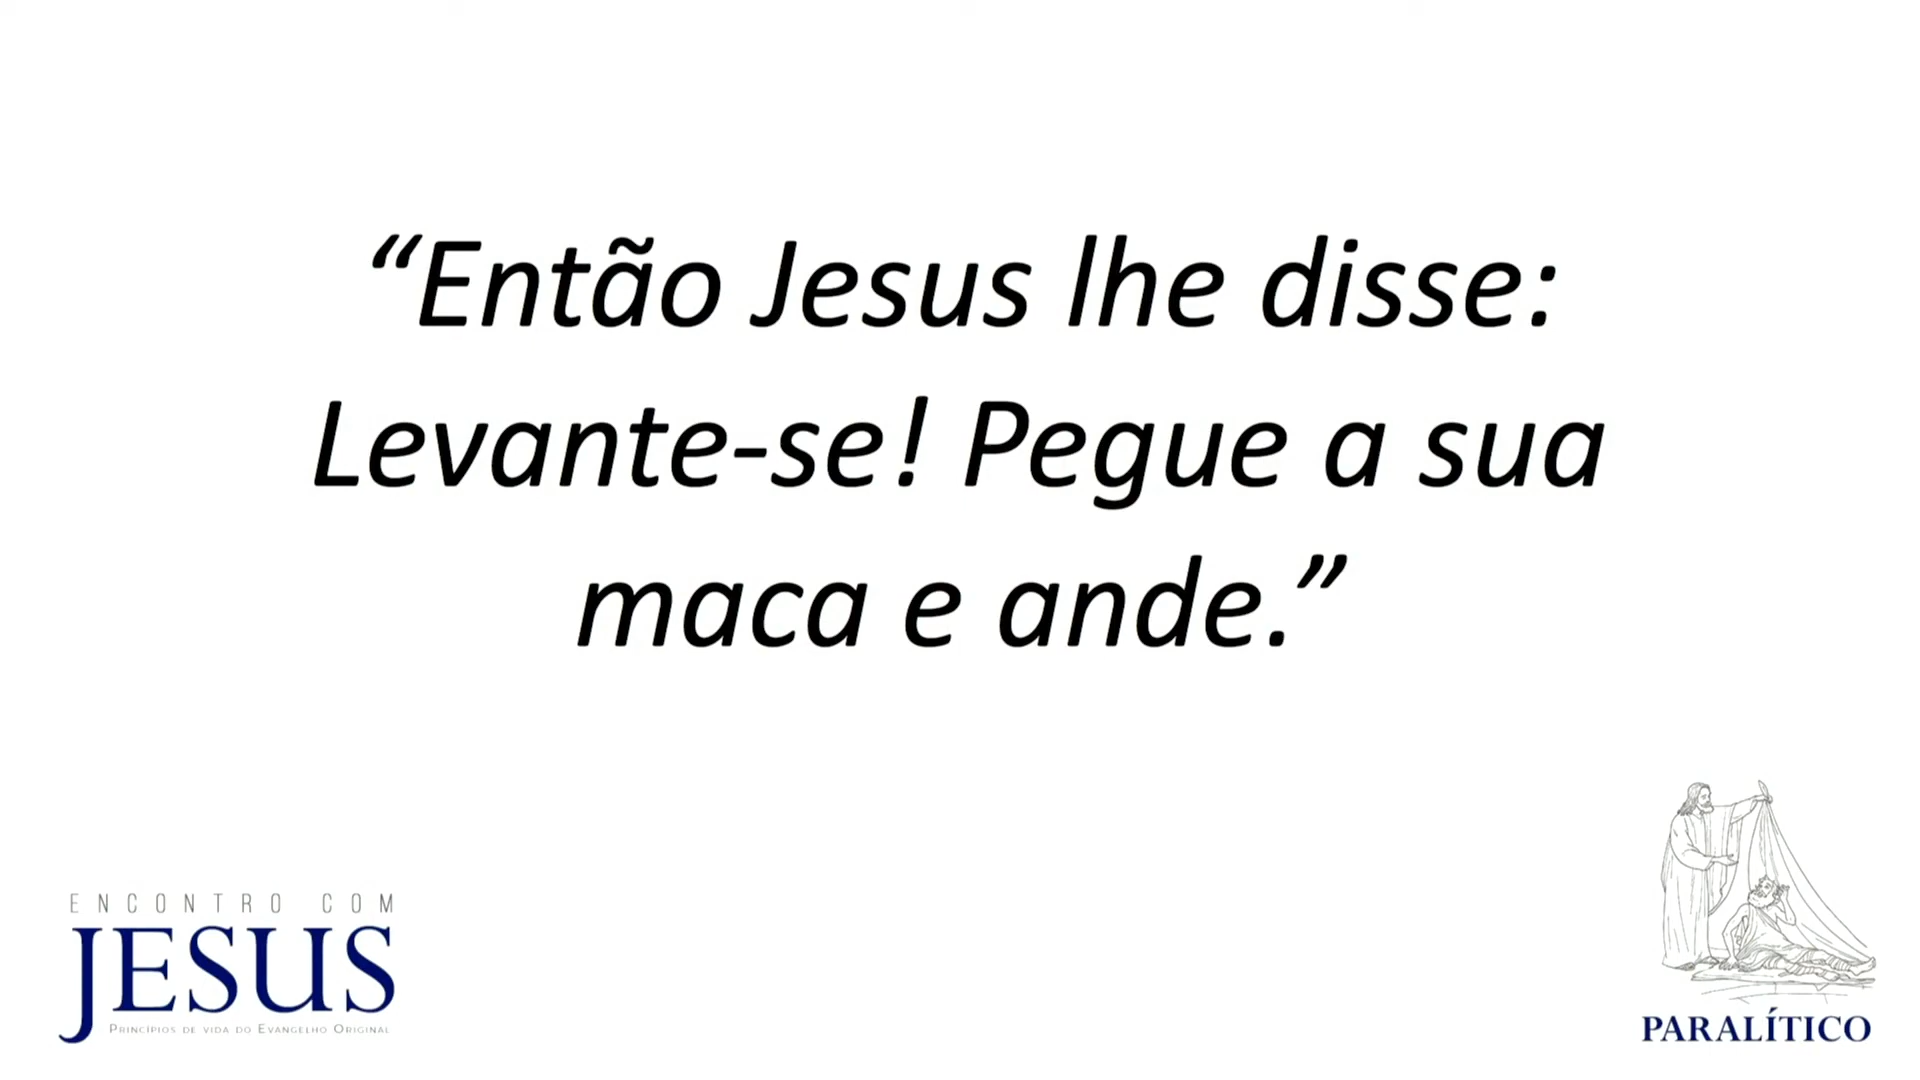 “Então Jesus lhe disse:
Levante-se! Pegue a sua
maca e ande.”
ENCONTRO COM
JESUS
PRINCÍPIOS DE VIDA DO EVANGELHO ORIGINAL
PARALÍTICO